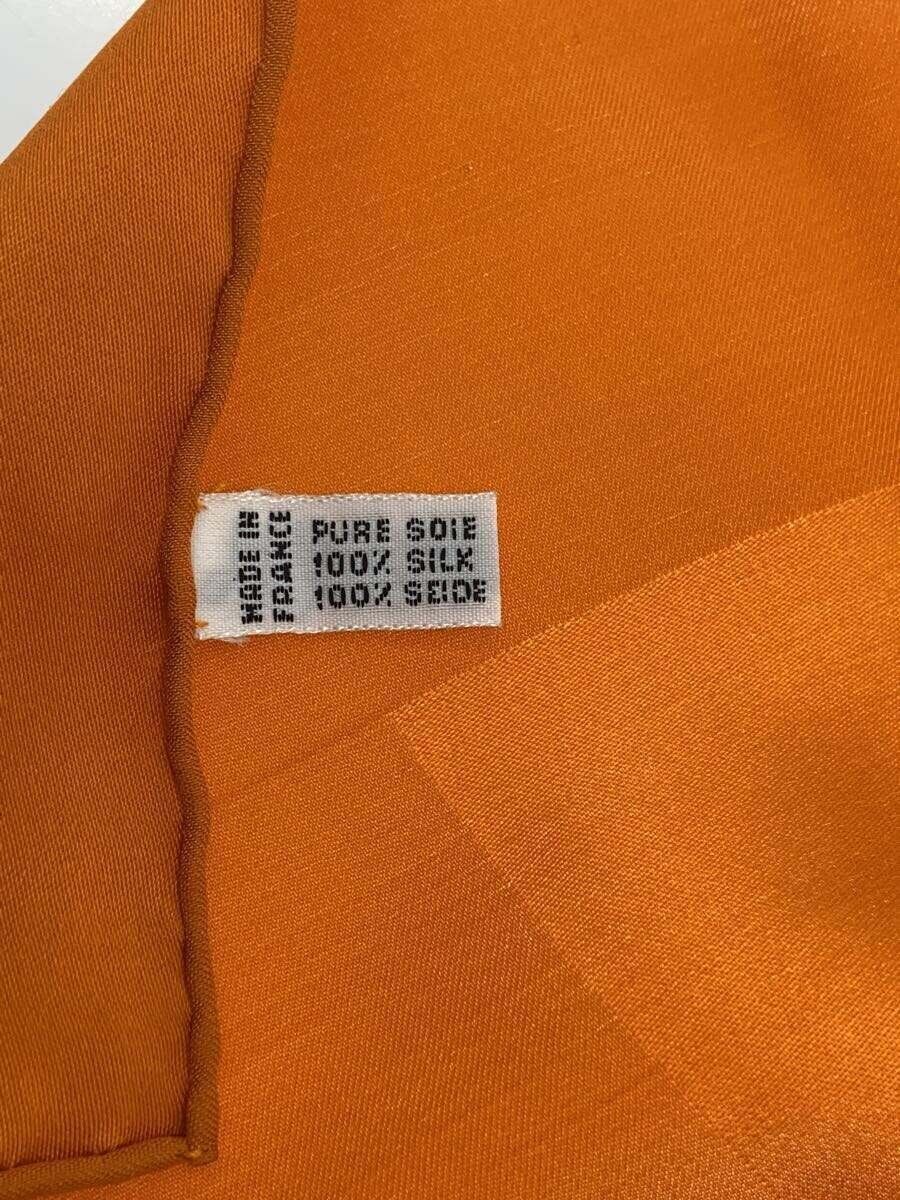 MADE IN
FRANCE
PURE SOIE
100% SILK
100% SEIDE